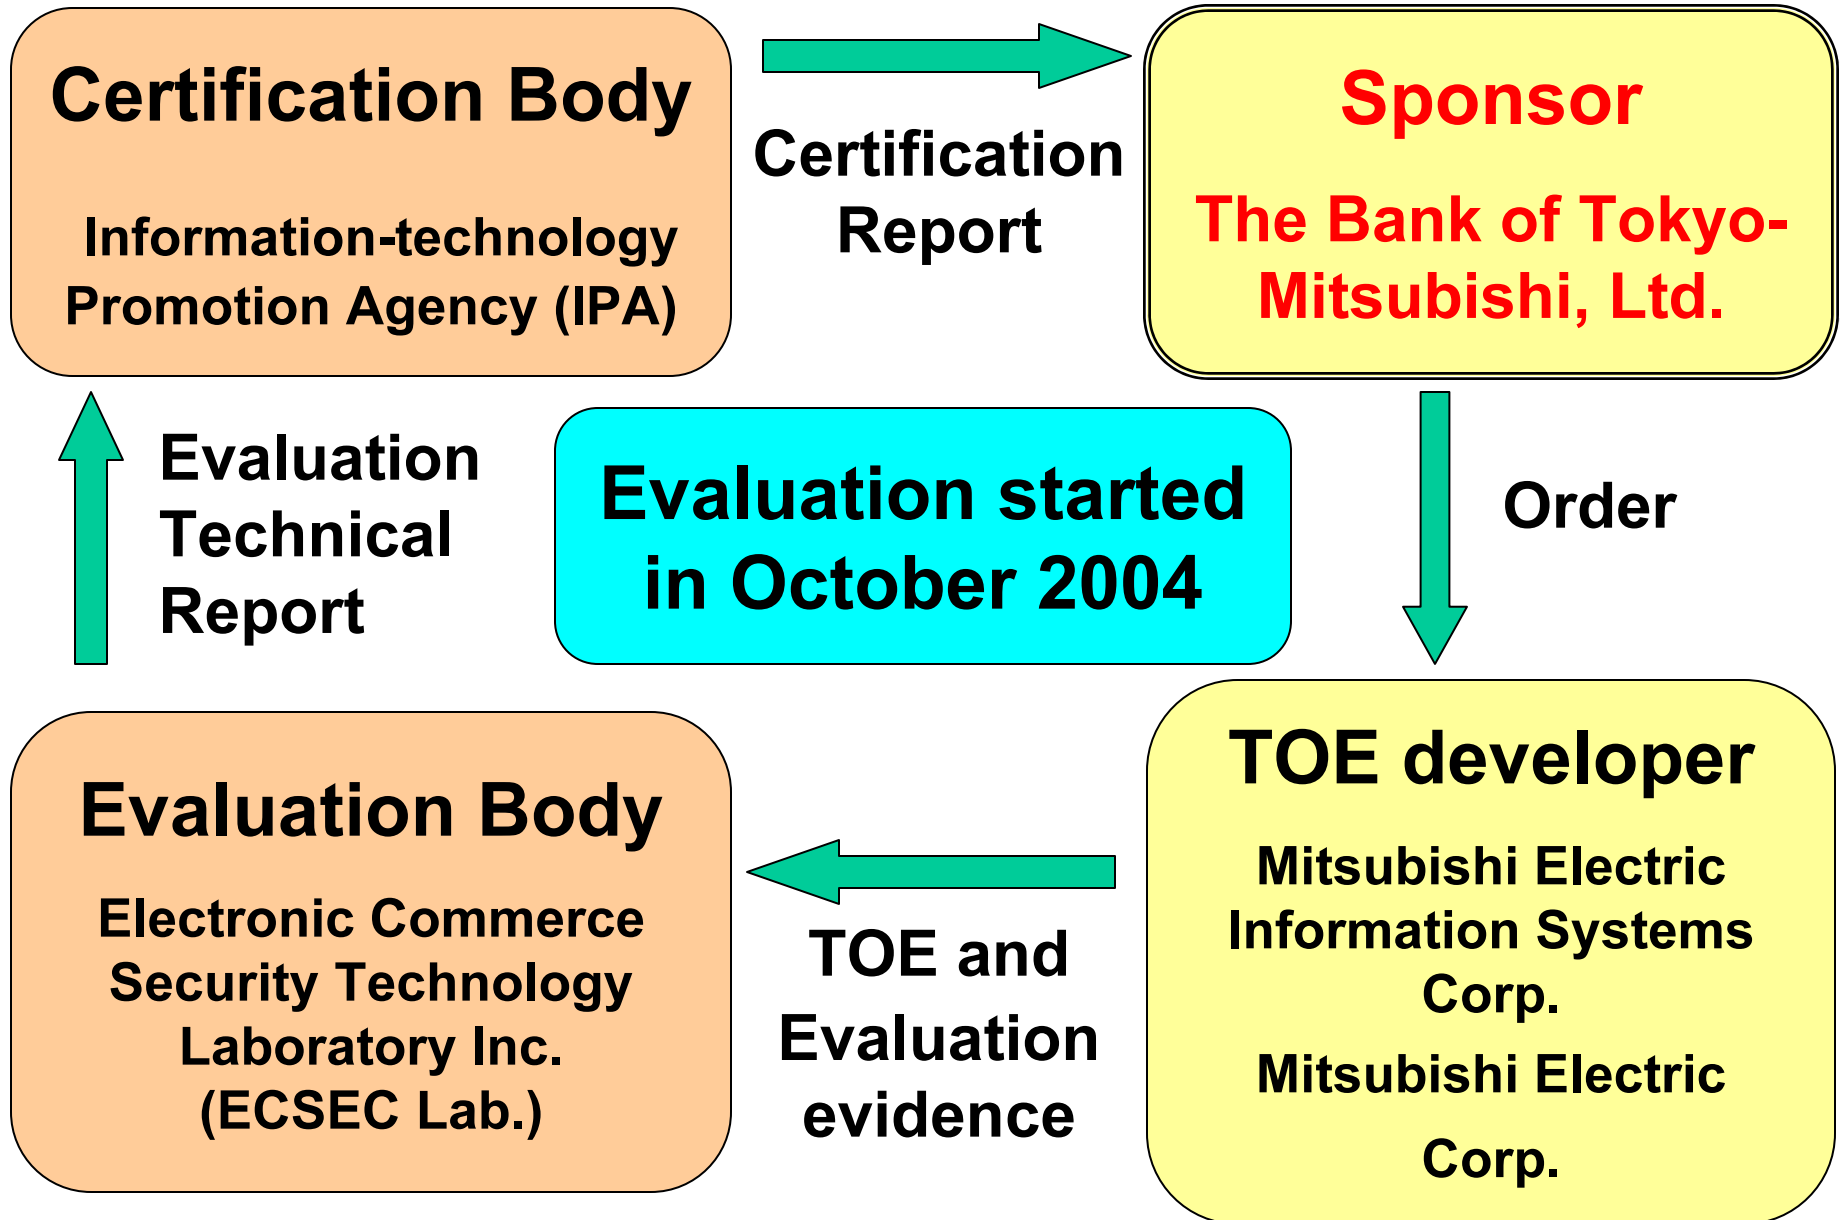 Certification Body
Information-technology
Promotion Agency (IPA)
Certification
Report
Sponsor
The Bank of Tokyo-
Mitsubishi, Ltd.
Evaluation
Technical
Report
Evaluation started
in October 2004
Order
Evaluation Body
Electronic Commerce
Security Technology
Laboratory Inc.
(ECSEC Lab.)
TOE and
Evaluation
evidence
TOE developer
Mitsubishi Electric
Information Systems
Corp.
Mitsubishi Electric
Corp.